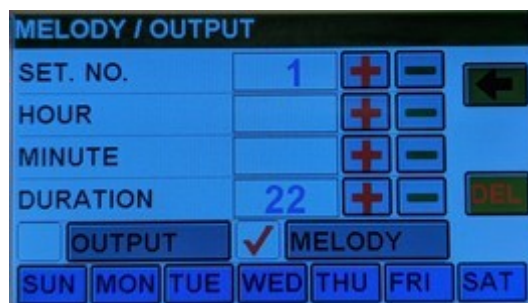 MELODY / OUTPUT
SET. NO. 1 + -
HOUR + -
MINUTE + -
DURATION 22 + - DEL
OUTPUT MELODY
SUN MON TUE WED THU FRI SAT